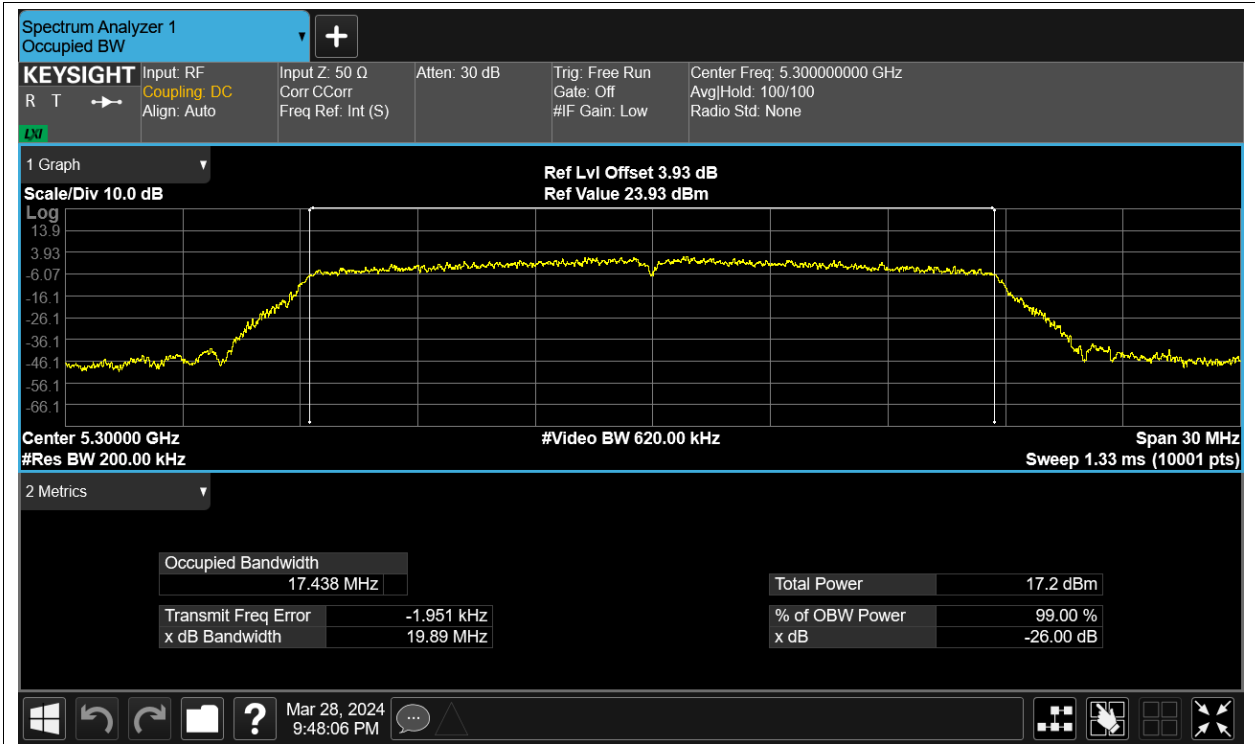 Spectrum Analyzer 1
Occupied BW
KEYSIGHT
R T
LXI
Input: RF
Coupling: DC
Align: Auto
Input Z: 50 Ω
Corr CCorr
Freq Ref: Int (S)
Atten: 30 dB
Trig: Free Run
Gate: Off
#IF Gain: Low
Center Freq: 5.300000000 GHz
Avg|Hold: 100/100
Radio Std: None
1 Graph
Scale/Div 10.0 dB
Ref Lvl Offset 3.93 dB
Ref Value 23.93 dBm
Log
13.9
3.93
-6.07
-16.1
-26.1
-36.1
-46.1
-56.1
-66.1
Center 5.30000 GHz
#Res BW 200.00 kHz
#Video BW 620.00 kHz
Span 30 MHz
Sweep 1.33 ms (10001 pts)
2 Metrics
Occupied Bandwidth
17.438 MHz
Transmit Freq Error -1.951 kHz
x dB Bandwidth 19.89 MHz
Total Power 17.2 dBm
% of OBW Power 99.00 %
x dB -26.00 dB
?
Mar 28, 2024
9:48:06 PM